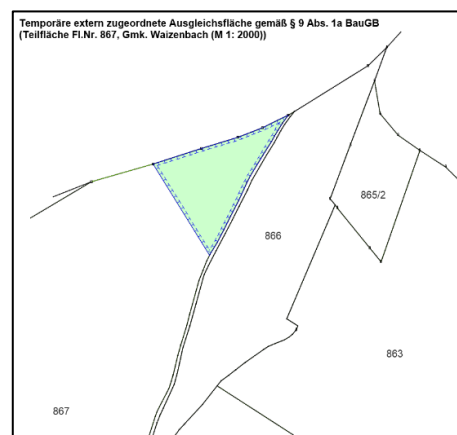 Temporäre extern zugeordnete Ausgleichsfläche gemäß § 9 Abs. 1a BauGB
(Teilfläche Fl.Nr. 867, Gmk. Waizenbach (M 1: 2000))
865/2
866
863
867